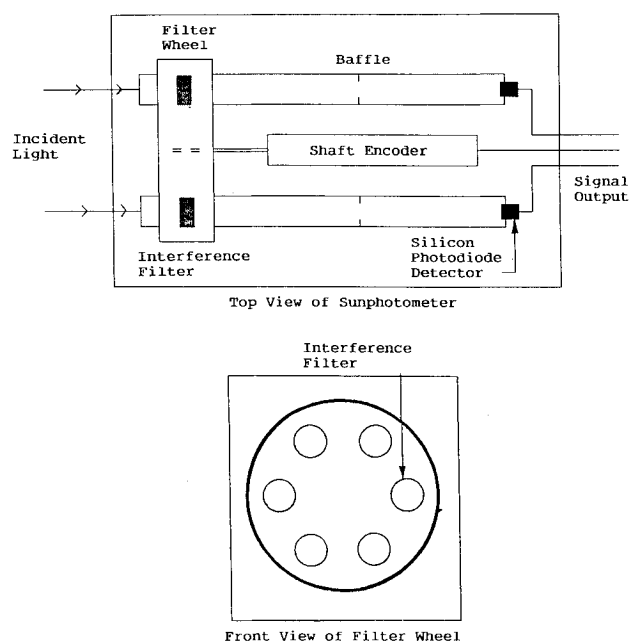 Filter
Wheel
Baffle
Incident
Light
Shaft Encoder
Signal
Output
Interference
Filter
Silicon
Photodiode
Detector
Top View of Sunphotometer
Interference
Filter
Front View of Filter Wheel